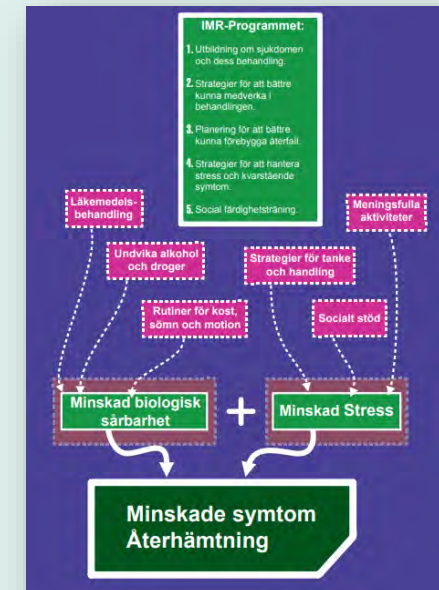 IMR-Programmet:
1. Utbildning om sjukdomen
och dess behandling.
2. Strategier för att bättre
kunna medverka i
behandlingen.
3. Planering för att bättre
kunna förebygga återfall.
4. Strategier för att hantera
stress och kvarstående
symtom.
5. Social färdighetsträning.
Läkemedels-
behandling
Meningsfulla
aktiviteter
Undvika alkohol
och droger
Strategier för tanke
och handling
Rutiner för kost,
sömn och motion
Socialt stöd
Minskad biologisk
sårbarhet
+
Minskad Stress
Minskade symtom
Återhämtning